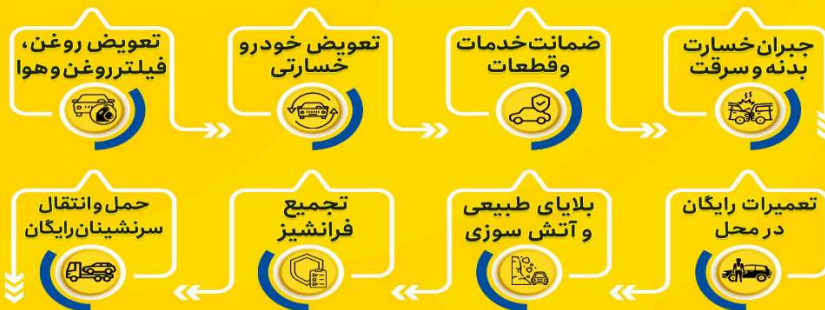 تعویض روغن،
فیلتر روغن و هوا
تعویض خودرو
خسارتی
ضمانت خدمات
و قطعات
جبران خسارت
بدنه و سرقت
تعمیرات رایگان
در محل
بلایای طبیعی
و آتش سوزی
تجمیع
فرانشیز
حمل و انتقال
سرنشینان رایگان